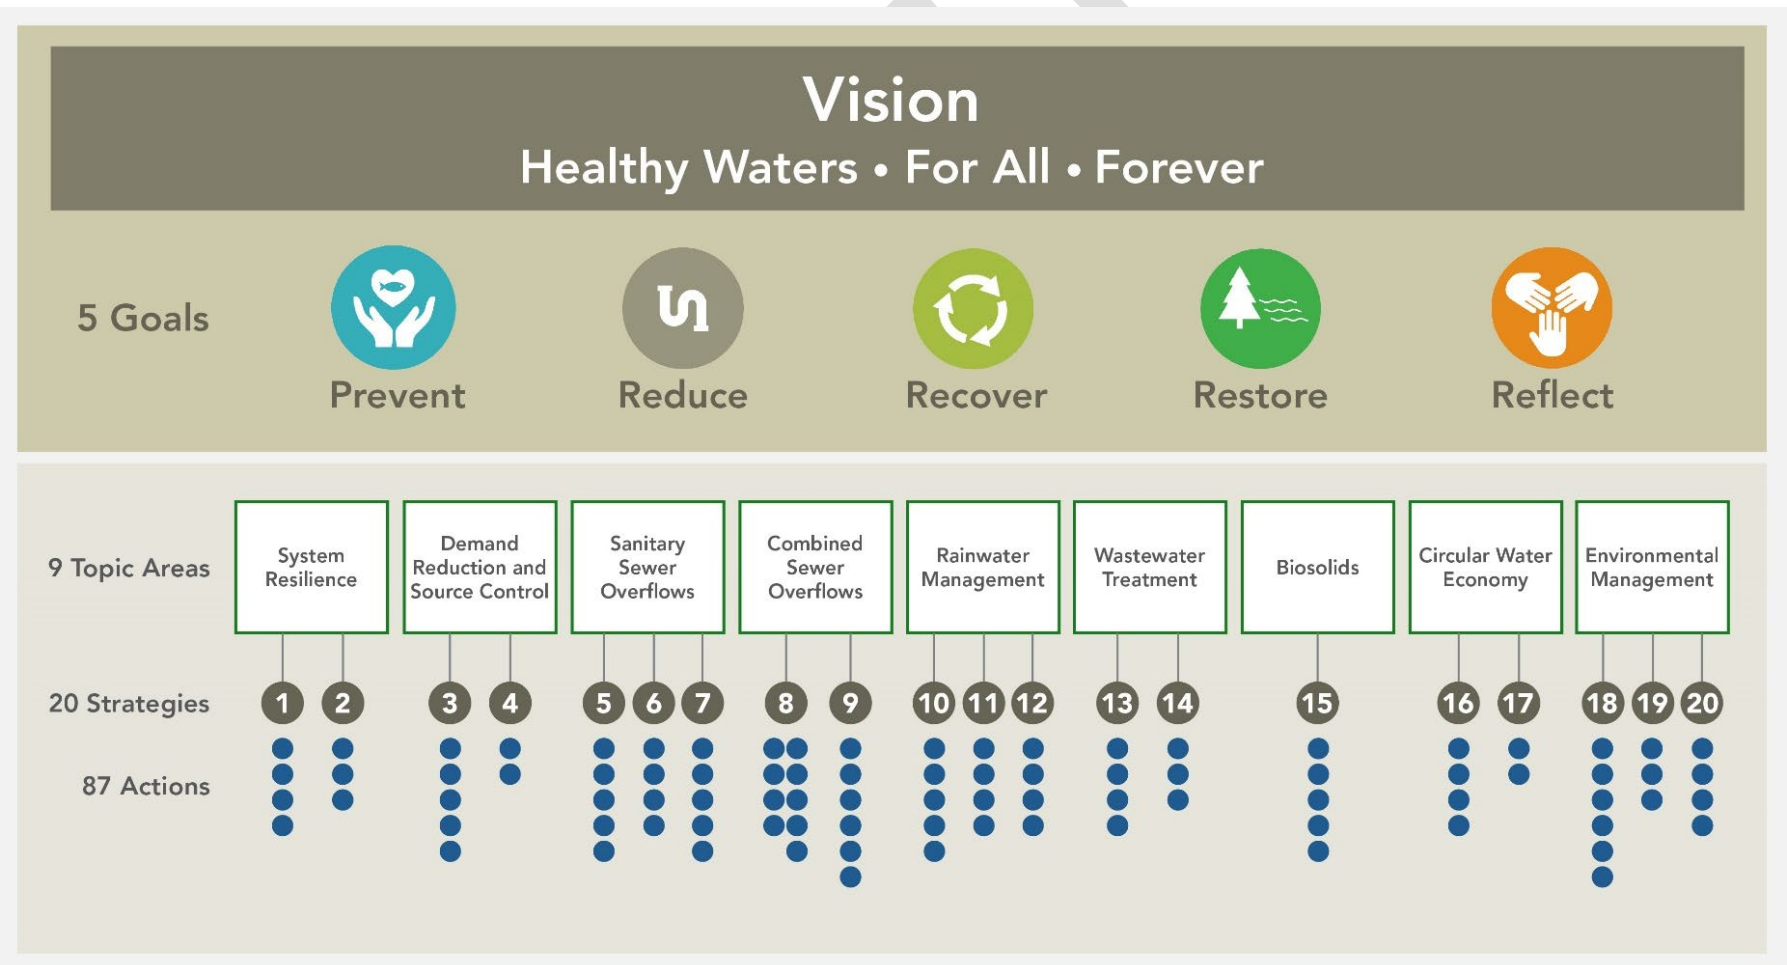 Vision
Healthy Waters • For All • Forever
5 Goals
Prevent
Reduce
Recover
Restore
Reflect
9 Topic Areas
System
Resilience
Demand
Reduction and
Source Control
Sanitary
Sewer
Overflows
Combined
Sewer
Overflows
Rainwater
Management
Wastewater
Treatment
Biosolids
Circular Water
Economy
Environmental
Management
20 Strategies
1 2 3 4 5 6 7 8 9 10 11 12 13 14 15 16 17 18 19 20
87 Actions